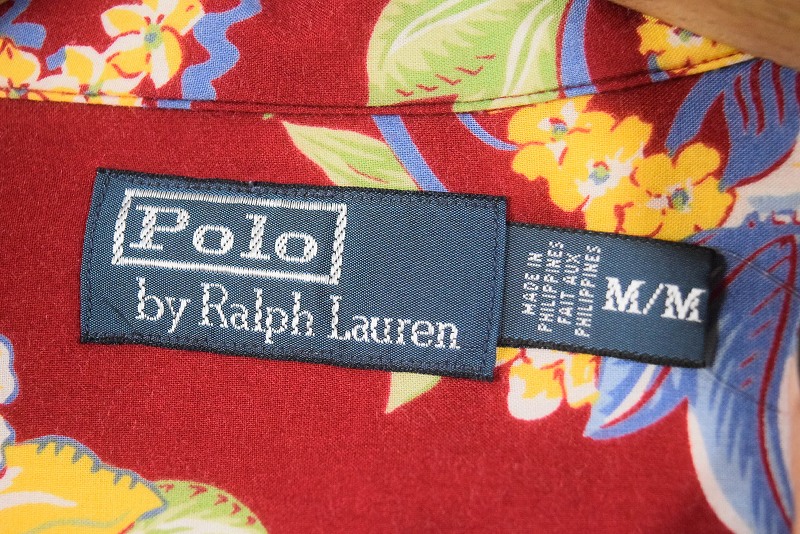 Polo
by Ralph Lauren
MADE IN
PHILIPPINES
FAIT AUX
PHILIPPINES
M/M